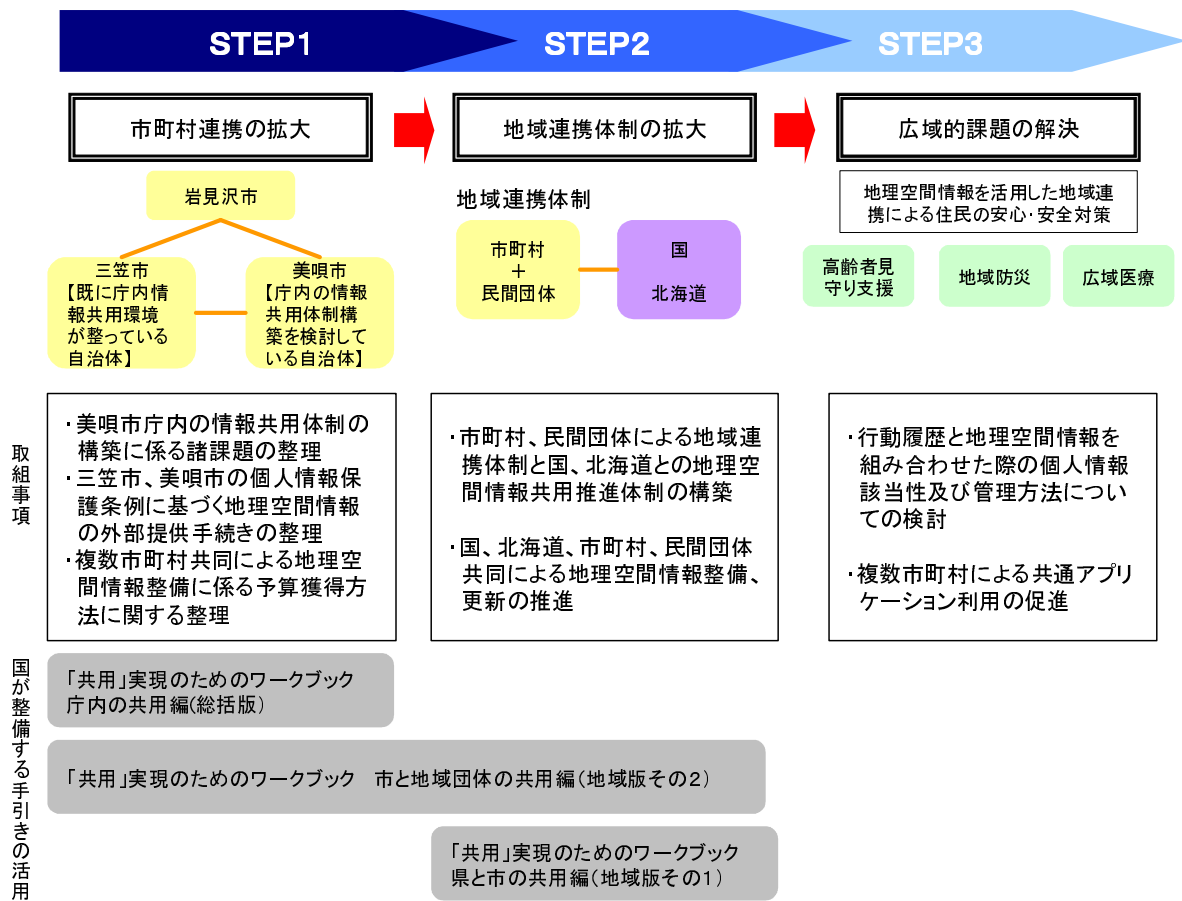 STEP1
STEP2
STEP3
市町村連携の拡大
地域連携体制の拡大
広域的課題の解決
岩見沢市
三笠市
【既に庁内情
報共用環境
が整っている
自治体】
美唄市
【庁内の情報
共用体制構
築を検討して
いる自治体】
地域連携体制
市町村
+
民間団体
国
北海道
地理空間情報を活用した地域連
携による住民の安心・安全対策
高齢者見
守り支援
地域防災
広域医療
取組事項
・美唄市庁内の情報共用体制の
構築に係る諸課題の整理
・三笠市、美唄市の個人情報保
護条例に基づく地理空間情報
の外部提供手続きの整理
・複数市町村共同による地理空
間情報整備に係る予算獲得方
法に関する整理
・市町村、民間団体による地域連
携体制と国、北海道との地理空
間情報共用推進体制の構築
・国、北海道、市町村、民間団体
共同による地理空間情報整備、
更新の推進
・行動履歴と地理空間情報を
組み合わせた際の個人情報
該当性及び管理方法につい
ての検討
・複数市町村による共通アプリ
ケーション利用の促進
国が整備する手引きの活用
「共用」実現のためのワークブック
庁内の共用編(総括版)
「共用」実現のためのワークブック　市と地域団体の共用編(地域版その2)
「共用」実現のためのワークブック
県と市の共用編(地域版その1)